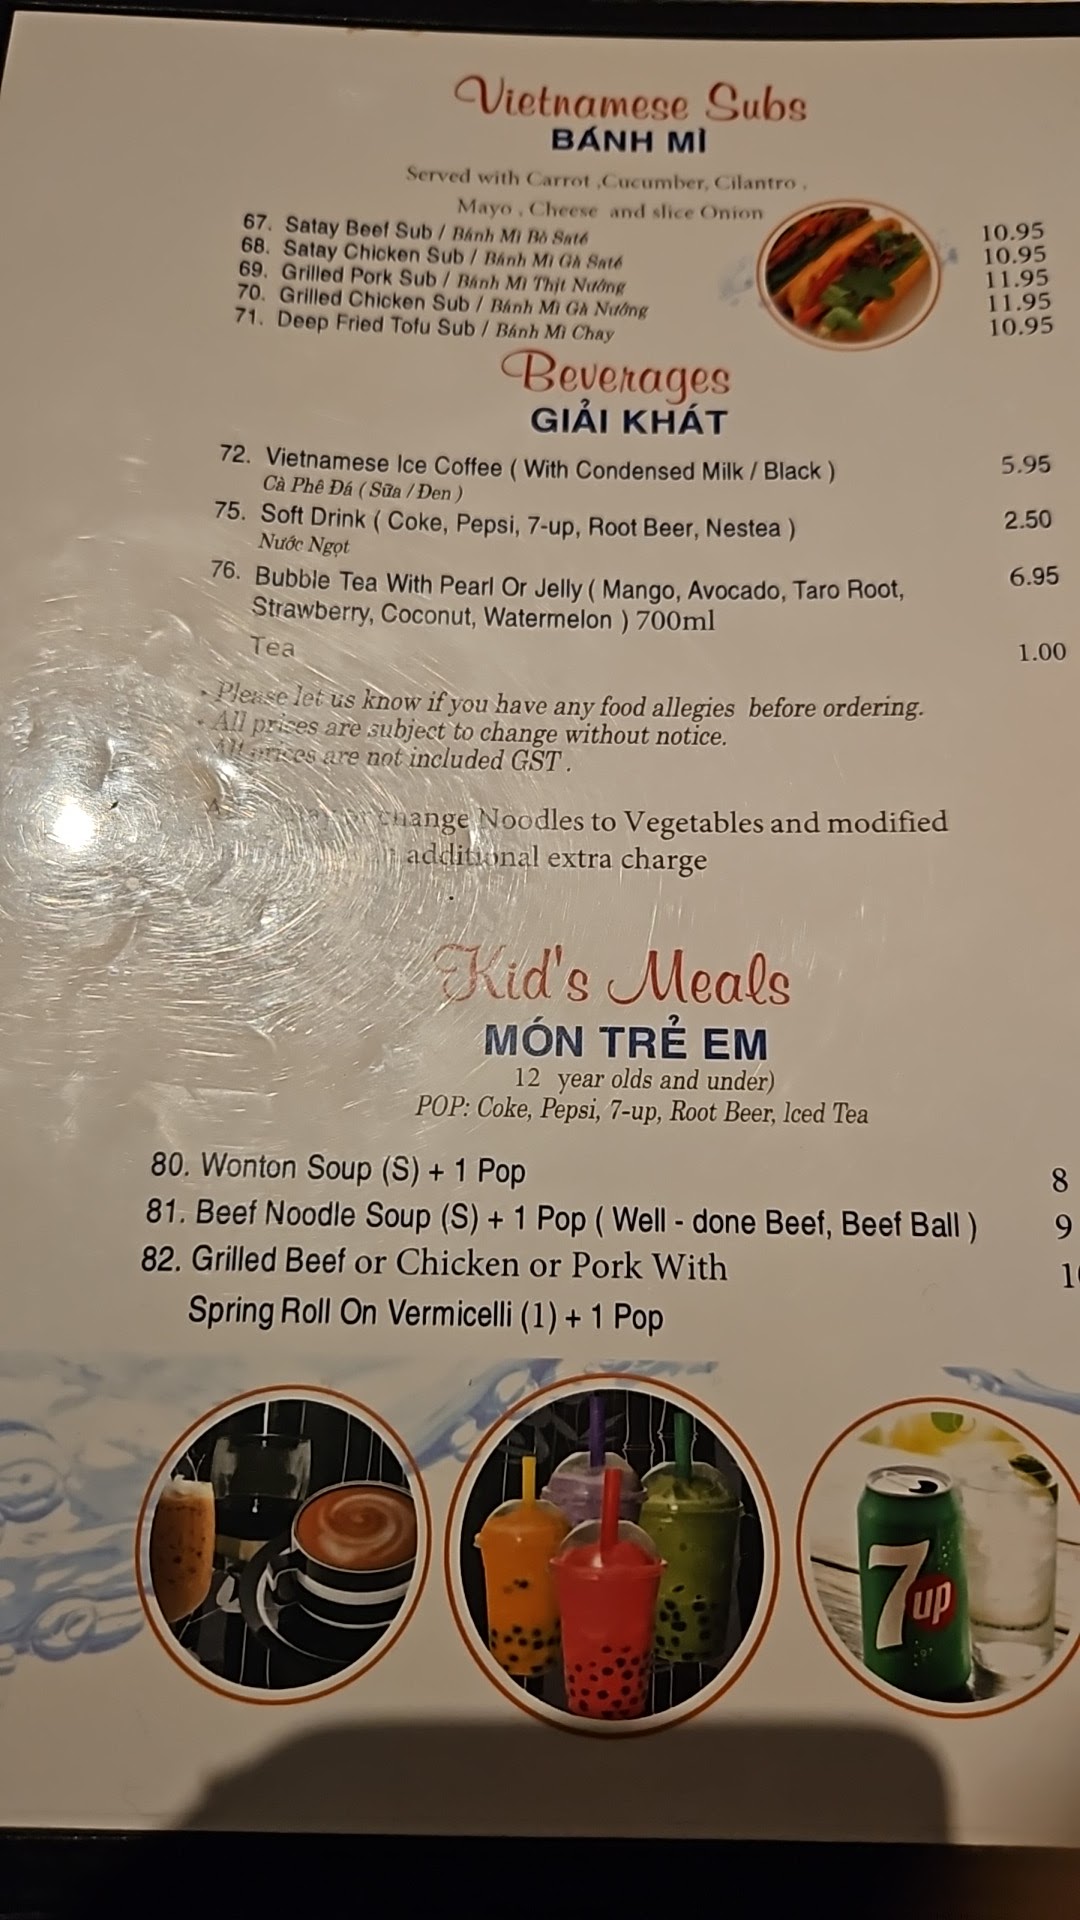 Vietnamese Subs
BÁNH MÌ
Served with Carrot ,Cucumber, Cilantro ,
Mayo , Cheese and slice Onion
67. Satay Beef Sub / Bánh Mì Bò Saté 10.95
68. Satay Chicken Sub / Bánh Mì Gà Saté 10.95
69. Grilled Pork Sub / Bánh Mì Thịt Nướng 11.95
70. Grilled Chicken Sub / Bánh Mì Gà Nướng 11.95
71. Deep Fried Tofu Sub / Bánh Mì Chay 10.95
Beverages
GIẢI KHÁT
72. Vietnamese Ice Coffee ( With Condensed Milk / Black ) 5.95
Cà Phê Đá ( Sữa / Đen )
75. Soft Drink ( Coke, Pepsi, 7-up, Root Beer, Nestea ) 2.50
Nước Ngọt
76. Bubble Tea With Pearl Or Jelly ( Mango, Avocado, Taro Root, 6.95
Strawberry, Coconut, Watermelon ) 700ml
Tea 1.00
• Please let us know if you have any food allegies before ordering.
• All prices are subject to change without notice.
All prices are not included GST .
change Noodles to Vegetables and modified
additional extra charge
Kid's Meals
MÓN TRẺ EM
12 year olds and under)
POP: Coke, Pepsi, 7-up, Root Beer, Iced Tea
80. Wonton Soup (S) + 1 Pop 8
81. Beef Noodle Soup (S) + 1 Pop ( Well - done Beef, Beef Ball ) 9
82. Grilled Beef or Chicken or Pork With
Spring Roll On Vermicelli (1) + 1 Pop
7up